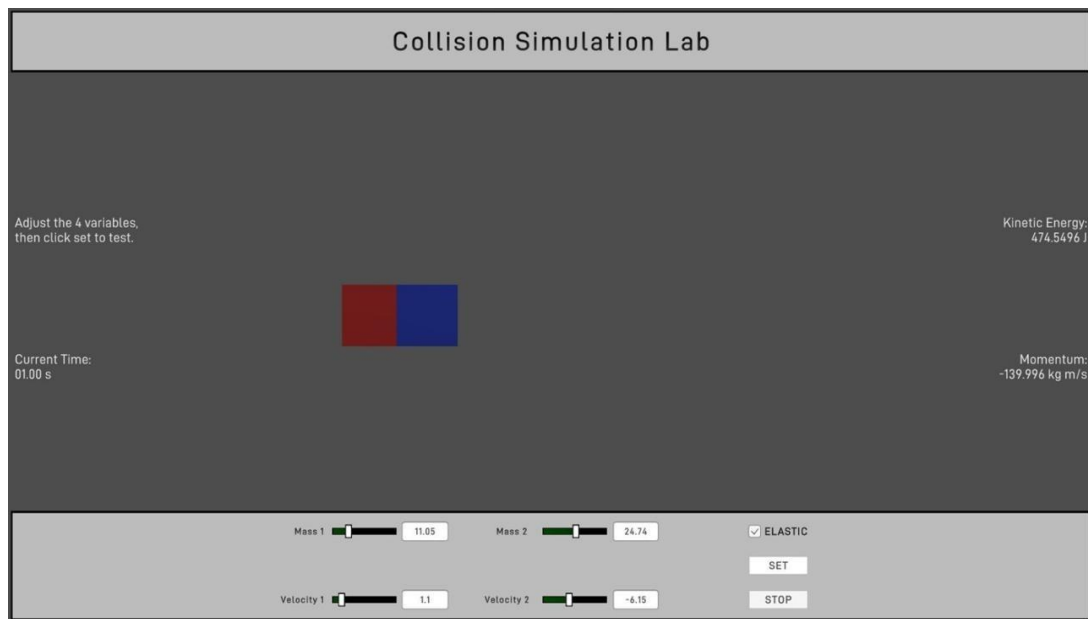 Collision Simulation Lab
Adjust the 4 variables,
then click set to test.
Kinetic Energy:
474.5496 J
Current Time:
01.00 s
Momentum:
-139.996 kg m/s
Mass 1 11.05 Mass 2 24.74 ELASTIC
SET
Velocity 1 1.1 Velocity 2 -6.15 STOP